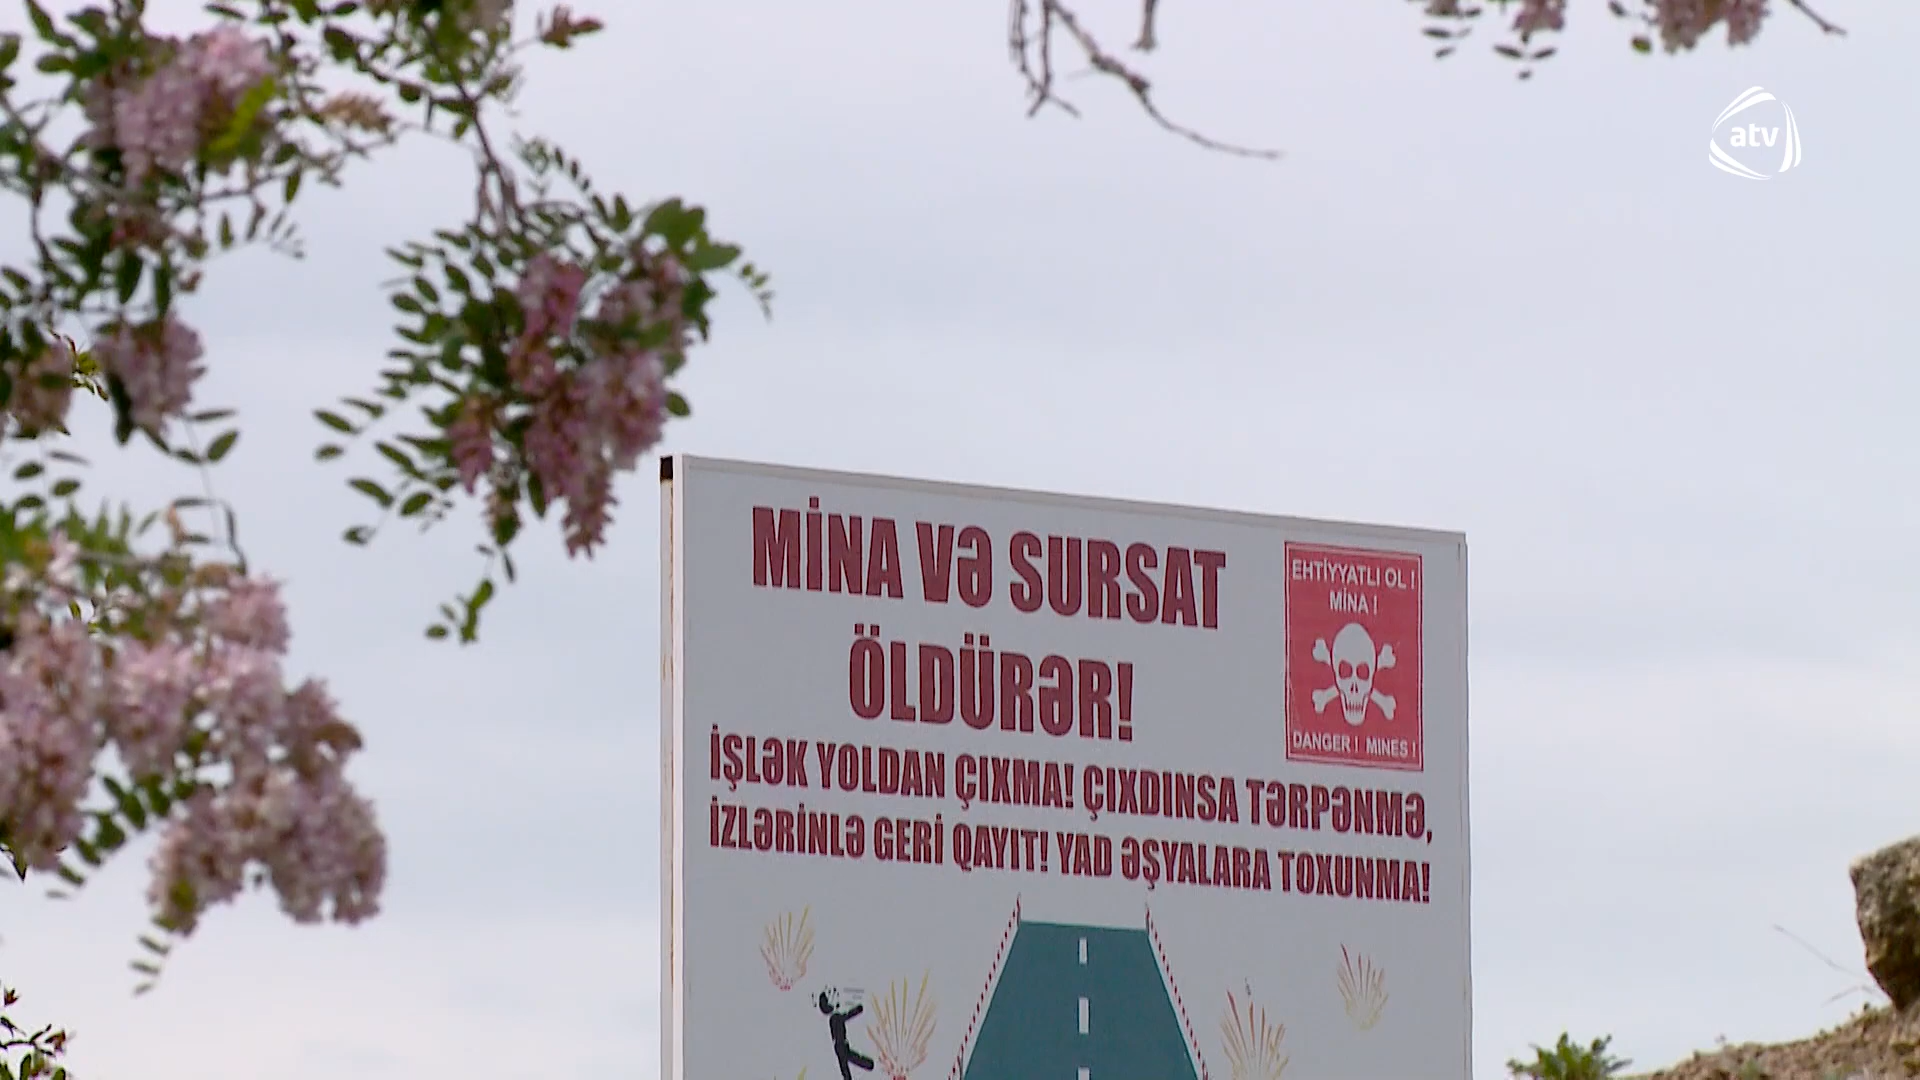 atv
MİNA VƏ SURSAT
ÖLDÜRƏR!
EHTİYYATLI OL !
MİNA !
DANGER ! MINES !
İŞLƏK YOLDAN ÇIXMA! ÇIXDINSA TƏRPƏNMƏ,
İZLƏRİNLƏ GERİ QAYIT! YAD ƏŞYALARA TOXUNMA!